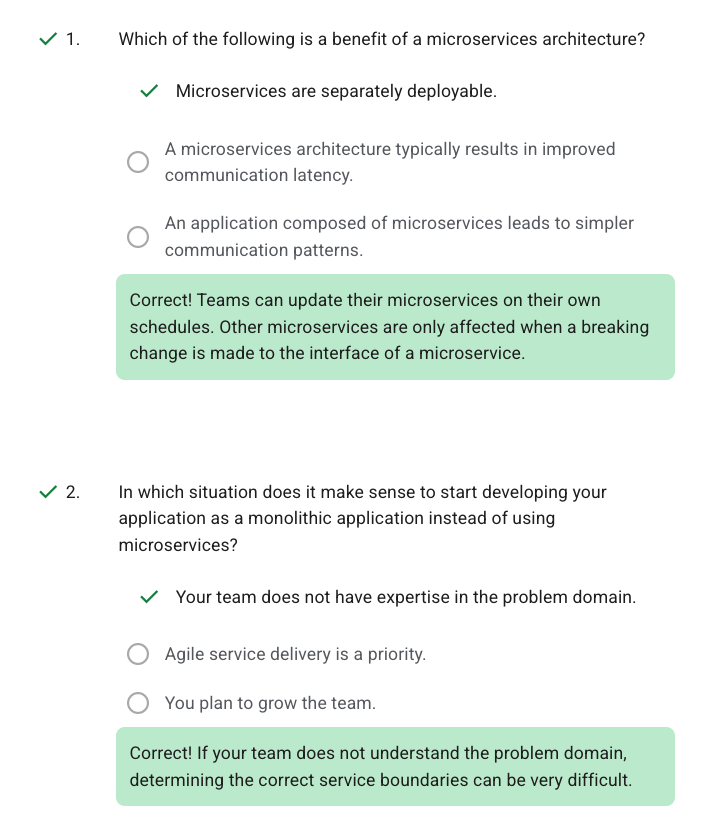 1. Which of the following is a benefit of a microservices architecture?
Microservices are separately deployable.
A microservices architecture typically results in improved
communication latency.
An application composed of microservices leads to simpler
communication patterns.
Correct! Teams can update their microservices on their own
schedules. Other microservices are only affected when a breaking
change is made to the interface of a microservice.
2. In which situation does it make sense to start developing your
application as a monolithic application instead of using
microservices?
Your team does not have expertise in the problem domain.
Agile service delivery is a priority.
You plan to grow the team.
Correct! If your team does not understand the problem domain,
determining the correct service boundaries can be very difficult.